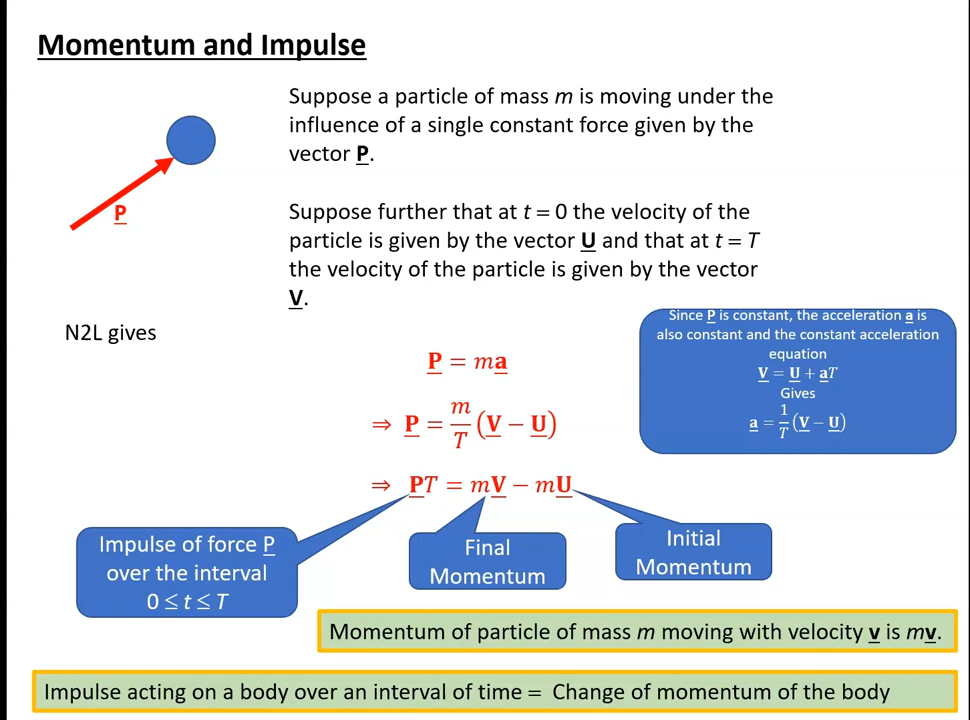 Momentum and Impulse
Suppose a particle of mass m is moving under the
influence of a single constant force given by the
vector P.
P
Suppose further that at t = 0 the velocity of the
particle is given by the vector U and that at t = T
the velocity of the particle is given by the vector
V.
N2L gives
Since P is constant, the acceleration a is
also constant and the constant acceleration
equation
V = U + aT
Gives
a = 1/T (V − U)
P = ma
⇒ P = m/T (V − U)
⇒ PT = mV − mU
Impulse of force P
over the interval
0 ≤ t ≤ T
Final
Momentum
Initial
Momentum
Momentum of particle of mass m moving with velocity v is mv.
Impulse acting on a body over an interval of time = Change of momentum of the body